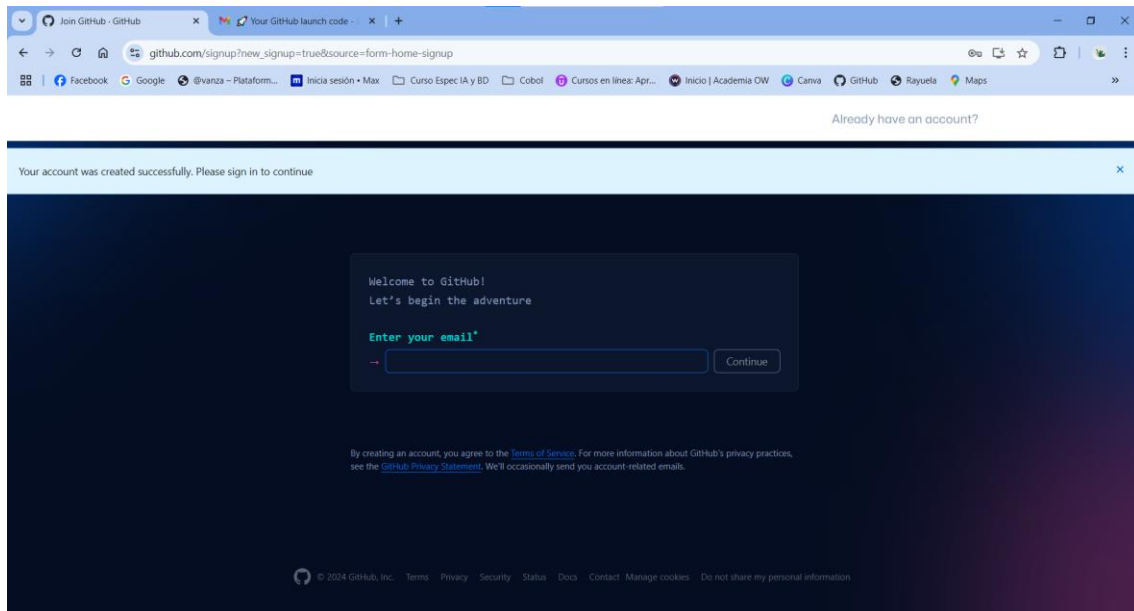 Join GitHub · GitHub
Your GitHub launch code -
github.com/signup?new_signup=true&source=form-home-signup
Facebook Google @vanza – Plataform... Inicia sesión • Max Curso Espec IA y BD Cobol Cursos en línea: Apr... Inicio | Academia OW Canva GitHub Rayuela Maps »
Already have an account?
Your account was created successfully. Please sign in to continue
Welcome to GitHub!
Let's begin the adventure
Enter your email*
→ Continue
By creating an account, you agree to the Terms of Service. For more information about GitHub's privacy practices,
see the GitHub Privacy Statement. We'll occasionally send you account-related emails.
© 2024 GitHub, Inc. Terms Privacy Security Status Docs Contact Manage cookies Do not share my personal information